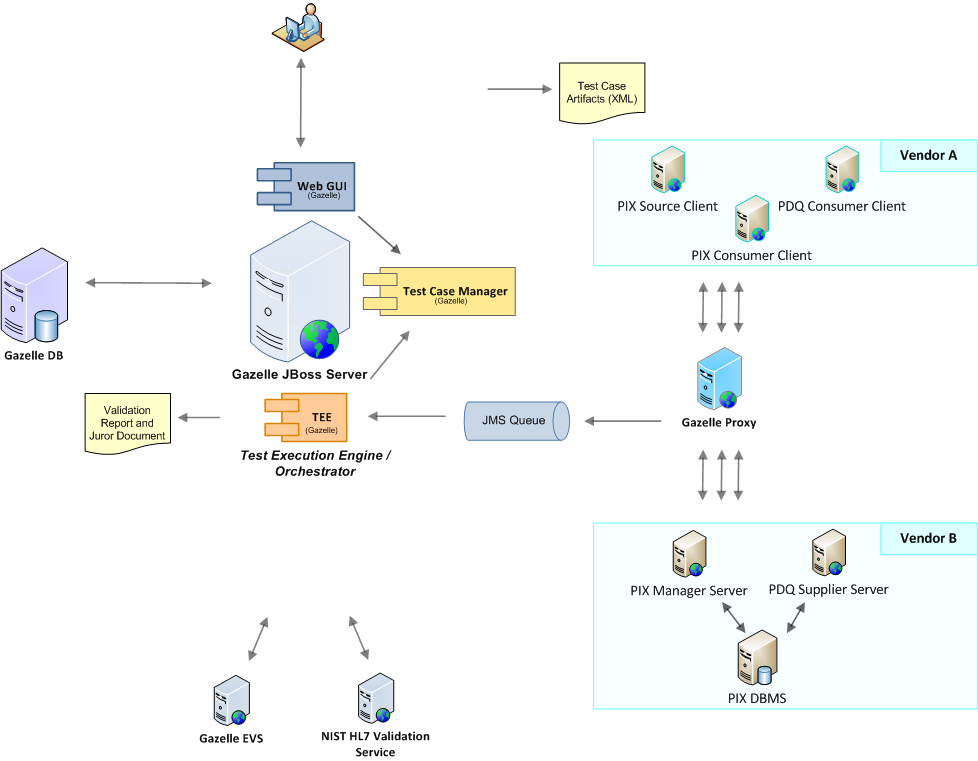 Test Case
Artifacts (XML)
Vendor A
PIX Source Client
PDQ Consumer Client
PIX Consumer Client
Web GUI
(Gazelle)
Test Case Manager
(Gazelle)
Gazelle DB
Gazelle JBoss Server
Validation
Report and
Juror Document
TEE
(Gazelle)
Test Execution Engine /
Orchestrator
JMS Queue
Gazelle Proxy
Vendor B
PIX Manager Server
PDQ Supplier Server
PIX DBMS
Gazelle EVS
NIST HL7 Validation
Service